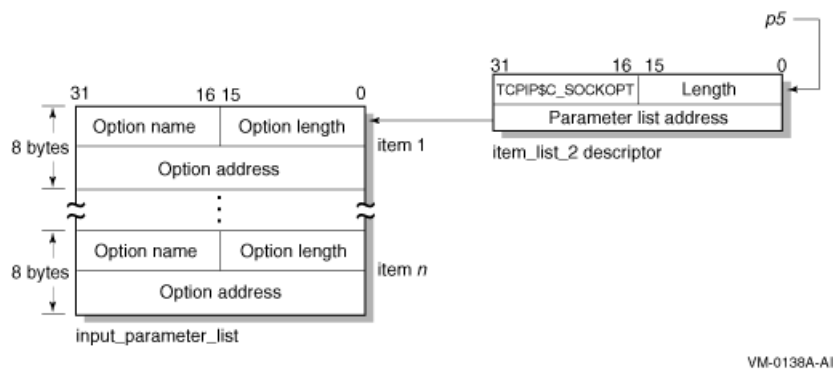 p5
31 16 15 0
TCPIP$C_SOCKOPT Length
Parameter list address
item_list_2 descriptor
31 16 15 0
8 bytes Option name Option length item 1
Option address
8 bytes Option name Option length item n
Option address
input_parameter_list
VM-0138A-AI